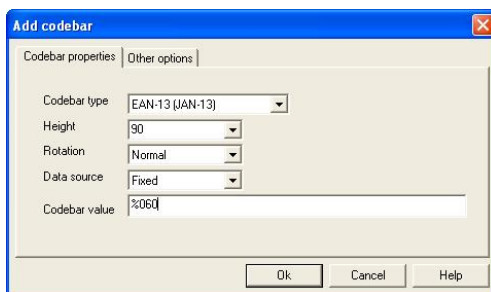 Add codebar
Codebar properties Other options
Codebar type EAN-13 (JAN-13)
Height 90
Rotation Normal
Data source Fixed
Codebar value %060
Ok Cancel Help